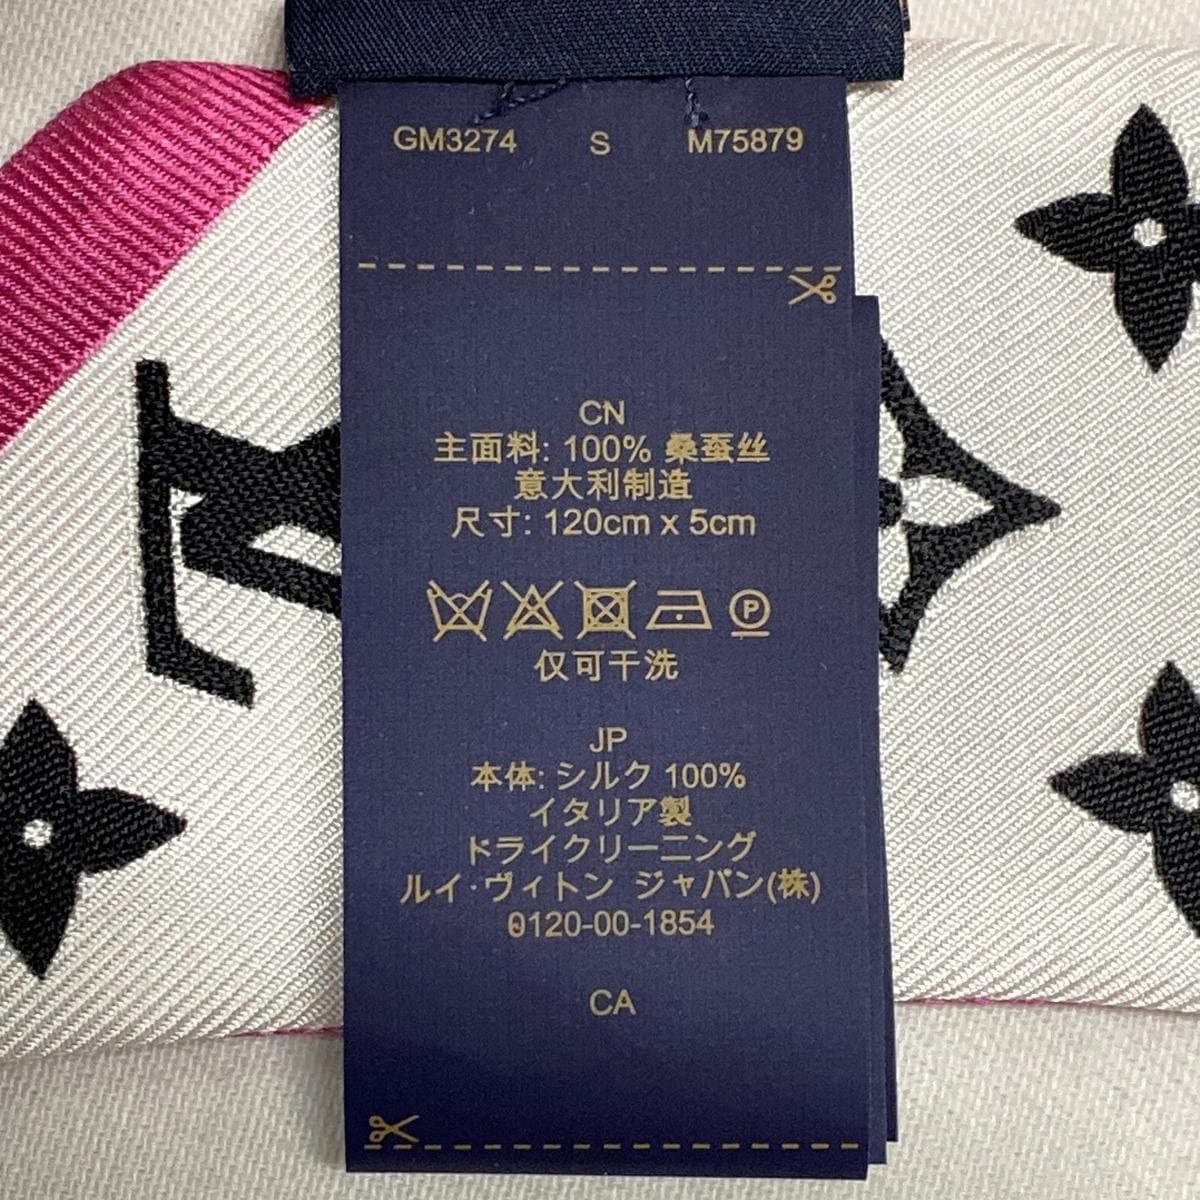 GM3274 S M75879
CN
主面料: 100% 桑蚕丝
意大利制造
尺寸: 120cm x 5cm
P
仅可干洗
JP
本体: シルク 100%
イタリア製
ドライクリーニング
ルイ·ヴィトン ジャパン(株)
0120-00-1854
CA